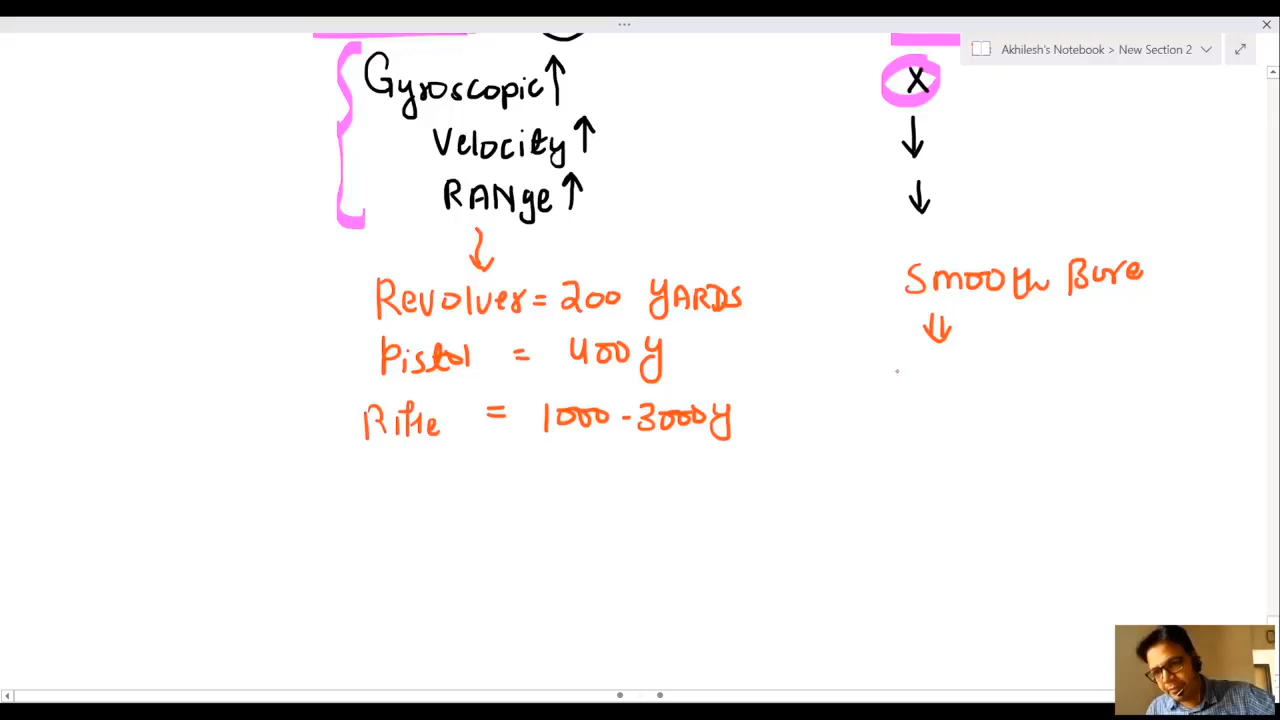 Akhilesh's Notebook > New Section 2
Gyroscopic ↑
X
Velocity ↑
↓
RANge ↑
↓
↓
Smooth Bore
Revolver = 200 YARDS
⇓
Pistol = 400 Y
Rifle = 1000 - 3000 Y